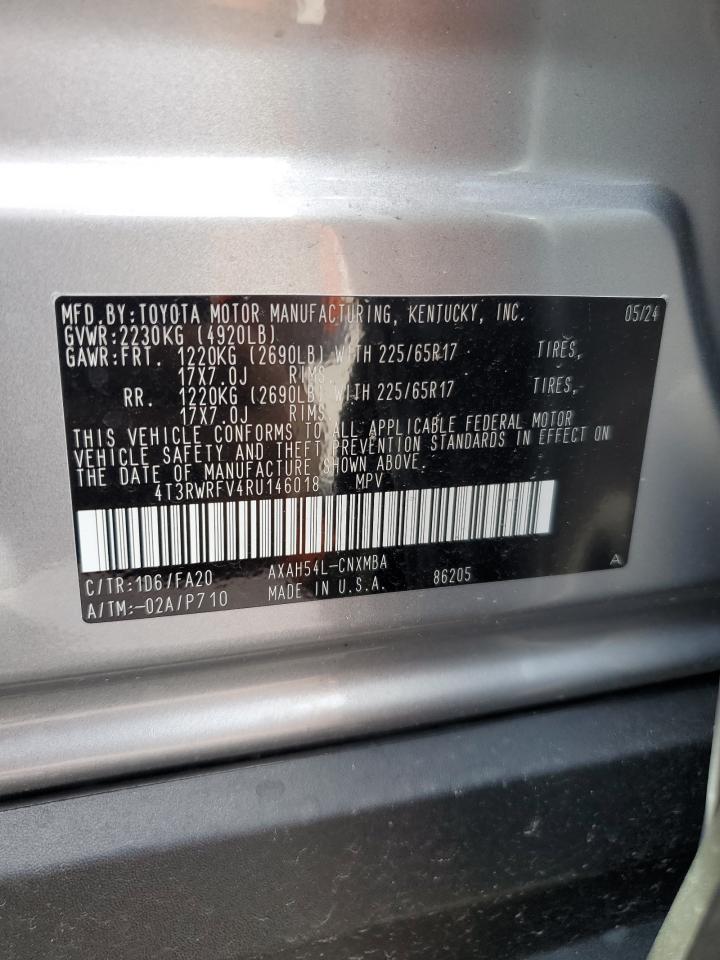 MFD.BY:TOYOTA MOTOR MANUFACTURING, KENTUCKY, INC. 05/24
GVWR:2230KG (4920LB)
GAWR:FRT. 1220KG (2690LB) WITH 225/65R17 TIRES,
17X7.0J RIMS
RR. 1220KG (2690LB) WITH 225/65R17 TIRES,
17X7.0J RIMS
THIS VEHICLE CONFORMS TO ALL APPLICABLE FEDERAL MOTOR
VEHICLE SAFETY AND THEFT PREVENTION STANDARDS IN EFFECT ON
THE DATE OF MANUFACTURE SHOWN ABOVE.
4T3RWRFV4RU146018 MPV
C/TR:1D6/FA20 AXAH54L-CNXMBA
A/TM:-02A/P710 MADE IN U.S.A. 86205 A